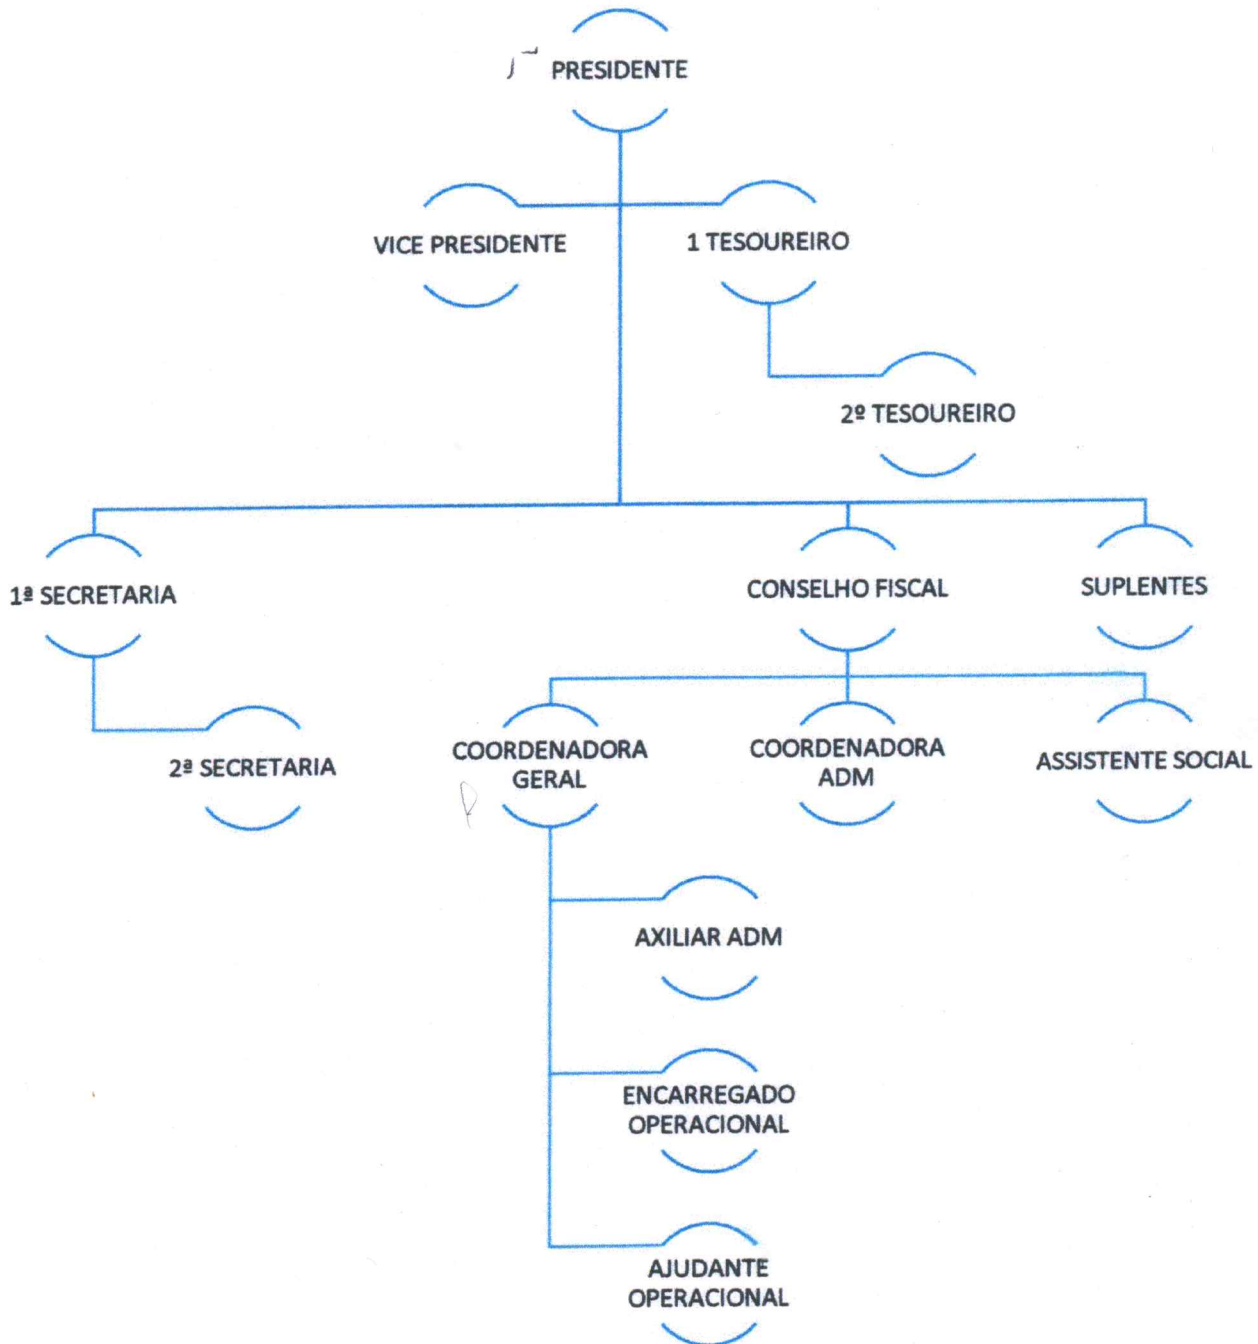 PRESIDENTE
VICE PRESIDENTE
1 TESOUREIRO
2º TESOUREIRO
1ª SECRETARIA
CONSELHO FISCAL
SUPLENTES
2ª SECRETARIA
COORDENADORA
GERAL
COORDENADORA
ADM
ASSISTENTE SOCIAL
AXILIAR ADM
ENCARREGADO
OPERACIONAL
AJUDANTE
OPERACIONAL